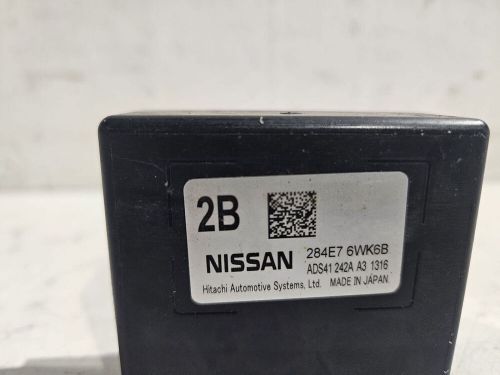 2B
NISSAN
284E7 6WK6B
ADS41 242A A3 1316
Hitachi Automotive Systems, Ltd. MADE IN JAPAN.